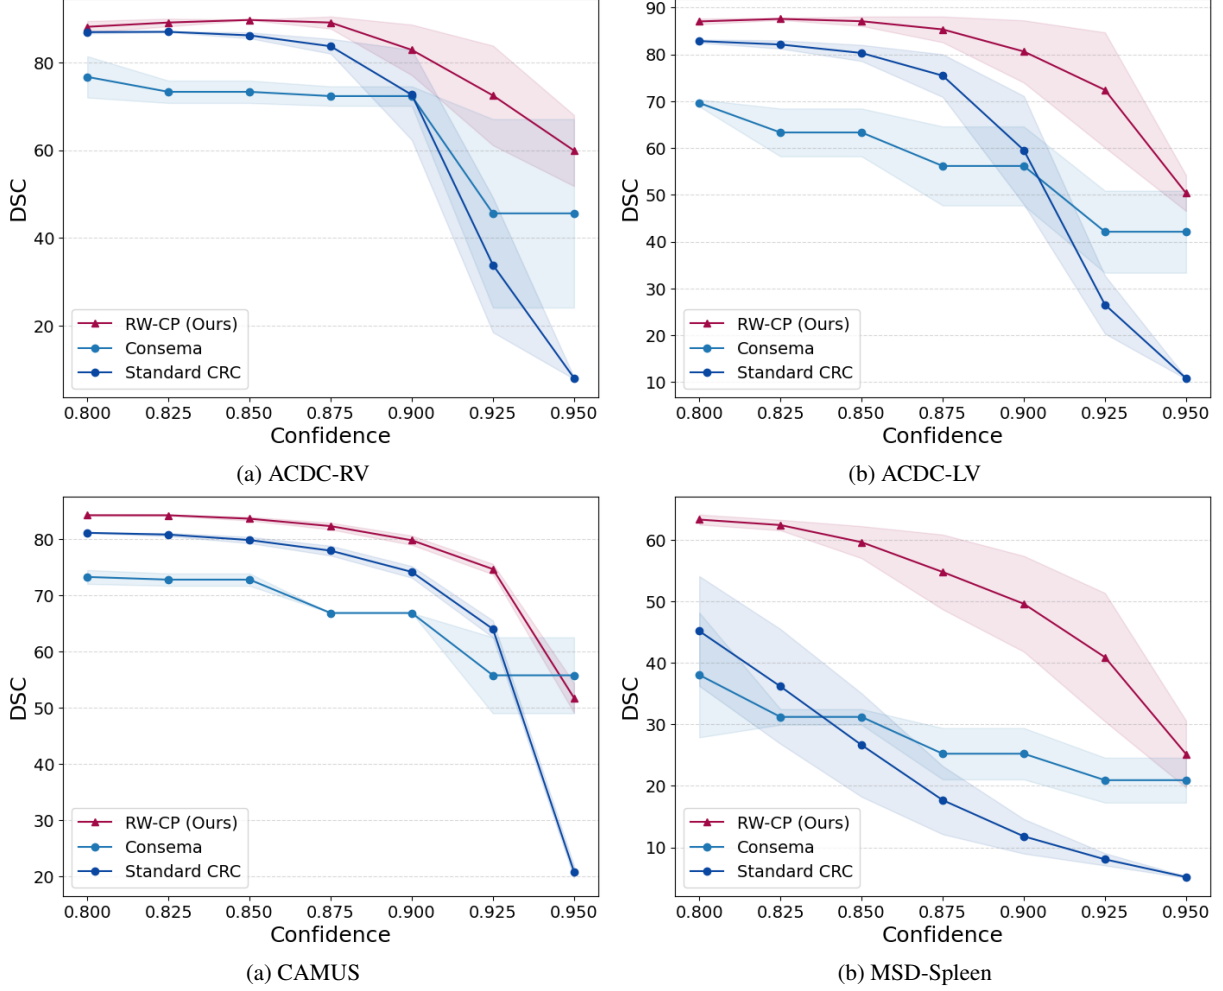 80
60
40
20
DSC
RW-CP (Ours)
Consema
Standard CRC
0.800 0.825 0.850 0.875 0.900 0.925 0.950
Confidence
(a) ACDC-RV
90
80
70
60
50
40
30
20
10
DSC
RW-CP (Ours)
Consema
Standard CRC
0.800 0.825 0.850 0.875 0.900 0.925 0.950
Confidence
(b) ACDC-LV
80
70
60
50
40
30
20
DSC
RW-CP (Ours)
Consema
Standard CRC
0.800 0.825 0.850 0.875 0.900 0.925 0.950
Confidence
(a) CAMUS
60
50
40
30
20
10
DSC
RW-CP (Ours)
Consema
Standard CRC
0.800 0.825 0.850 0.875 0.900 0.925 0.950
Confidence
(b) MSD-Spleen